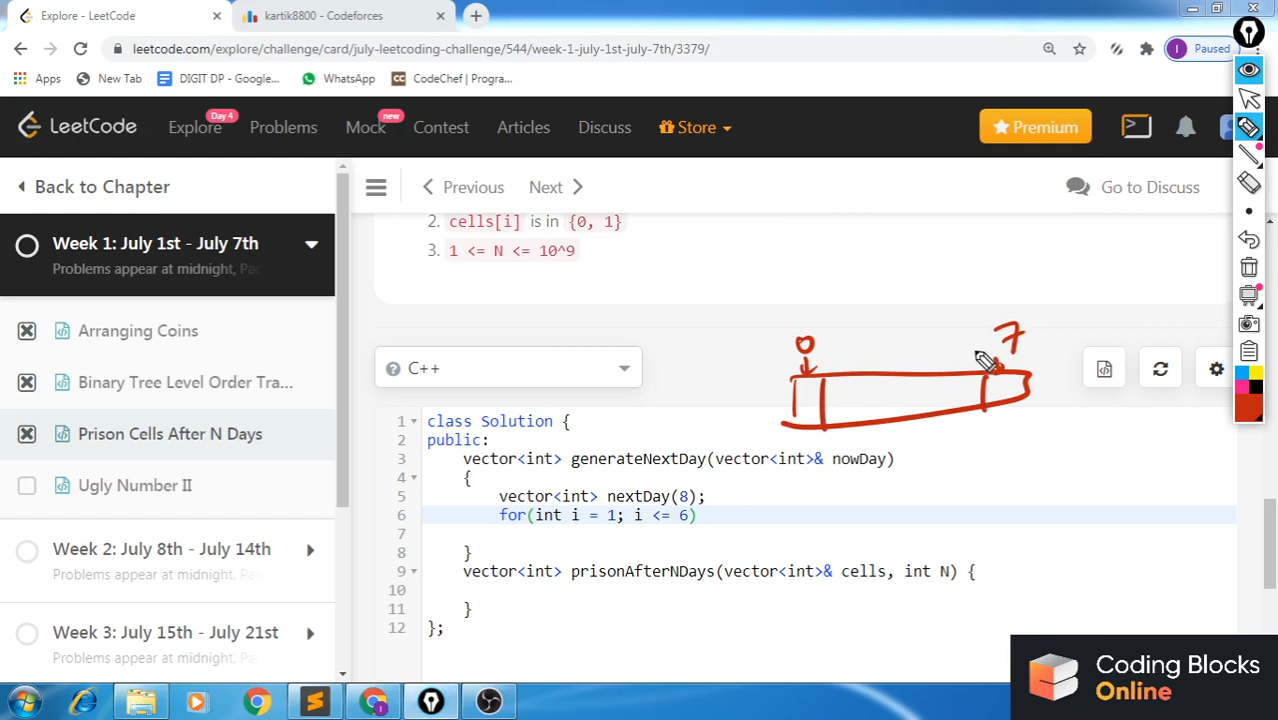 Explore - LeetCode
kartik8800 - Codeforces
leetcode.com/explore/challenge/card/july-leetcoding-challenge/544/week-1-july-1st-july-7th/3379/
I Paused
Apps New Tab DIGIT DP - Google... WhatsApp CC CodeChef | Progra...
LeetCode Explore Day 4 Problems Mock new Contest Articles Discuss Store Premium
Back to Chapter
Previous Next Go to Discuss
Week 1: July 1st - July 7th
Problems appear at midnight, Pac
Arranging Coins
Binary Tree Level Order Tra...
Prison Cells After N Days
Ugly Number II
Week 2: July 8th - July 14th
Problems appear at midnight, Pa
Week 3: July 15th - July 21st
Problems appear at midnight, Pa
2. cells[i] is in {0, 1}
3. 1 <= N <= 10^9
0 7
C++
1 class Solution {
2 public:
3 vector<int> generateNextDay(vector<int>& nowDay)
4 {
5 vector<int> nextDay(8);
6 for(int i = 1; i <= 6)
7
8 }
9 vector<int> prisonAfterNDays(vector<int>& cells, int N) {
10
11 }
12 };
Coding Blocks
Online